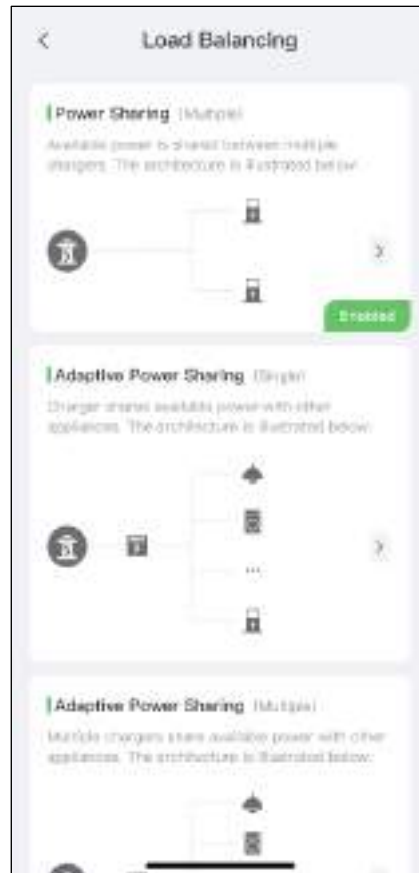 Load Balancing
Power Sharing (Multiple)
Available power is shared between multiple
chargers. The architecture is illustrated below:
Enabled
Adaptive Power Sharing (Single)
Charger shares available power with other
appliances. The architecture is illustrated below:
...
Adaptive Power Sharing (Multiple)
Multiple chargers share available power with other
appliances. The architecture is illustrated below: